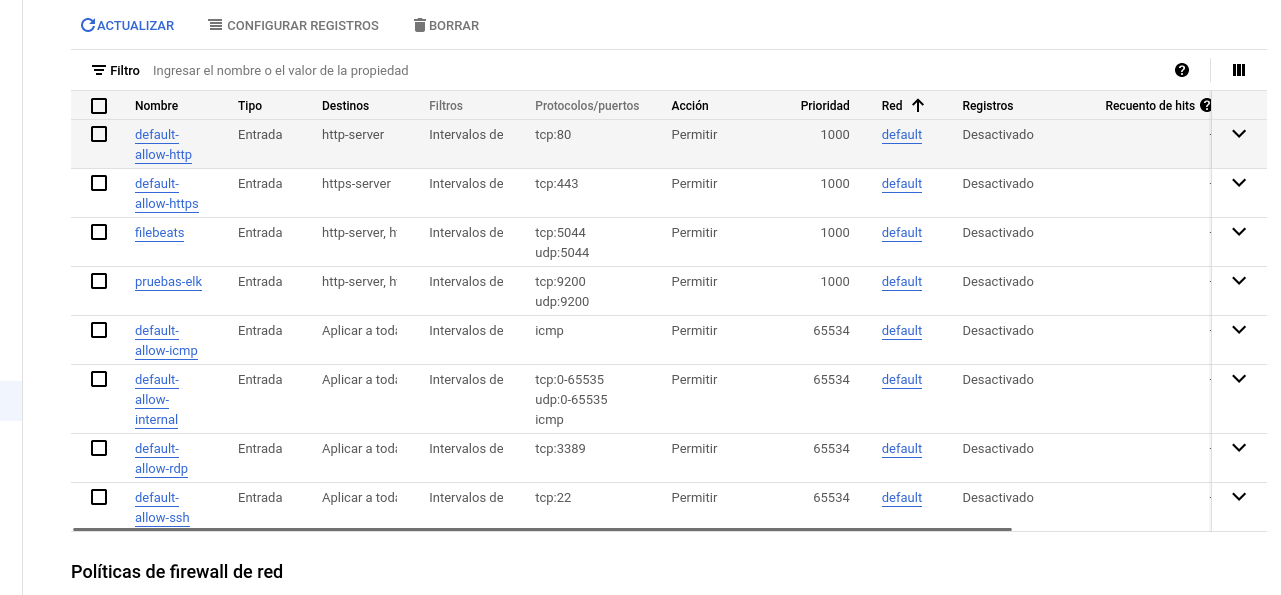 ACTUALIZAR CONFIGURAR REGISTROS BORRAR
Filtro Ingresar el nombre o el valor de la propiedad
Nombre Tipo Destinos Filtros Protocolos/puertos Acción Prioridad Red Registros Recuento de hits
default- Entrada http-server Intervalos de tcp:80 Permitir 1000 default Desactivado
allow-http
default- Entrada https-server Intervalos de tcp:443 Permitir 1000 default Desactivado
allow-https
filebeats Entrada http-server, h Intervalos de tcp:5044 Permitir 1000 default Desactivado
udp:5044
pruebas-elk Entrada http-server, h Intervalos de tcp:9200 Permitir 1000 default Desactivado
udp:9200
default- Entrada Aplicar a toda Intervalos de icmp Permitir 65534 default Desactivado
allow-icmp
default- Entrada Aplicar a toda Intervalos de tcp:0-65535 Permitir 65534 default Desactivado
allow- udp:0-65535
internal icmp
default- Entrada Aplicar a toda Intervalos de tcp:3389 Permitir 65534 default Desactivado
allow-rdp
default- Entrada Aplicar a toda Intervalos de tcp:22 Permitir 65534 default Desactivado
allow-ssh
Políticas de firewall de red